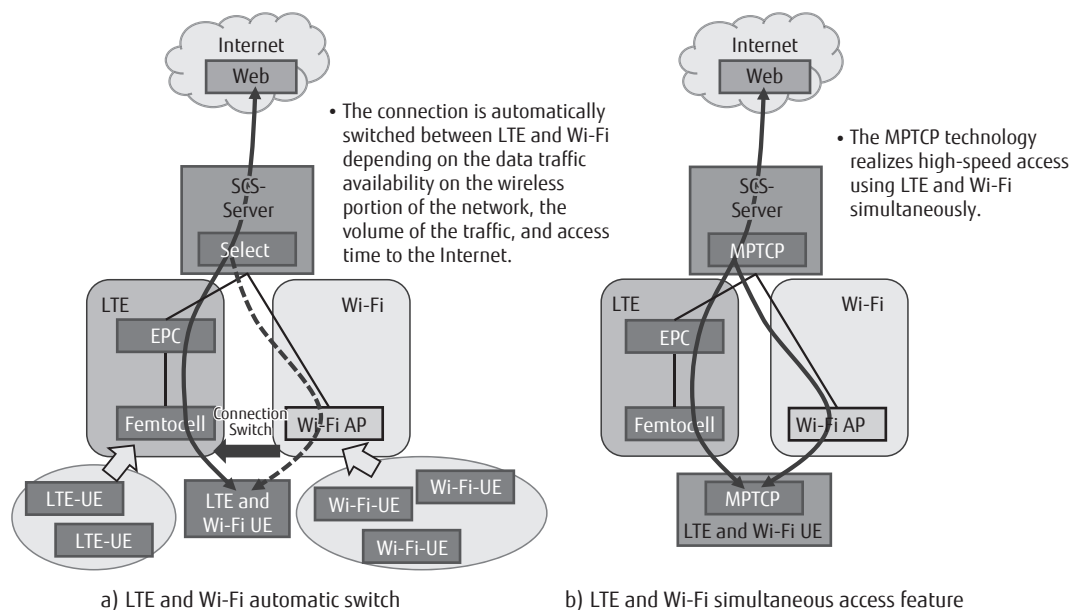 Internet
Web
• The connection is automatically
switched between LTE and Wi-Fi
depending on the data traffic
availability on the wireless
portion of the network, the
volume of the traffic, and access
time to the Internet.
SCS-
Server
Select
LTE
Wi-Fi
EPC
Femtocell
Connection
Switch
Wi-Fi AP
LTE-UE
LTE-UE
LTE and
Wi-Fi UE
Wi-Fi-UE
Wi-Fi-UE
Wi-Fi-UE
a) LTE and Wi-Fi automatic switch
Internet
Web
• The MPTCP technology
realizes high-speed access
using LTE and Wi-Fi
simultaneously.
SCS-
Server
MPTCP
LTE
Wi-Fi
EPC
Femtocell
Wi-Fi AP
MPTCP
LTE and Wi-Fi UE
b) LTE and Wi-Fi simultaneous access feature